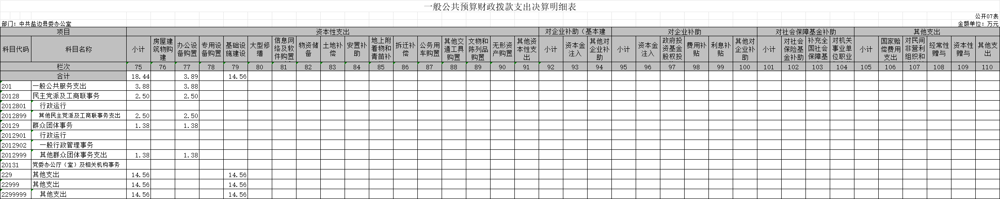 一般公共预算财政拨款支出决算明细表
公开07表
部门：中共盐边县委办公室 金额单位：万元
项目 资本性支出 对企业补助（基本建 对企业补助 对社会保障基金补助 其他支出
科目代码 科目名称 小计 房屋建筑物购建 办公设备购置 专用设备购置 基础设施建设 大型修缮 信息网络及软件购置 物资储备 土地补偿 安置补助 地上附着物和青苗补 拆迁补偿 公务用车购置 其他交通工具购置 文物和陈列品购置 无形资产购置 其他资本性支出 小计 资本金注入 其他对企业补助 小计 资本金注入 政府投资基金股权投 费用补贴 利息补贴 其他对企业补助 小计 对社会保险基金补助 补充全国社会保障基 对机关事业单位职业 小计 国家赔偿费用支出 对民间非营利组织和 经常性赠与 资本性赠与 其他支出
栏次 75 76 77 78 79 80 81 82 83 84 85 86 87 88 89 90 91 92 93 94 95 96 97 98 99 100 101 102 103 104 105 106 107 108 109 110
合计 18.44 3.89 14.56
201 一般公共服务支出 3.88 3.88
20128 民主党派及工商联事务 2.50 2.50
2012801 行政运行
2012899 其他民主党派及工商联事务支出 2.50 2.50
20129 群众团体事务 1.38 1.38
2012901 行政运行
2012902 一般行政管理事务
2012999 其他群众团体事务支出 1.38 1.38
20131 党委办公厅（室）及相关机构事务
229 其他支出 14.56 14.56
22999 其他支出 14.56 14.56
2299999 其他支出 14.56 14.56